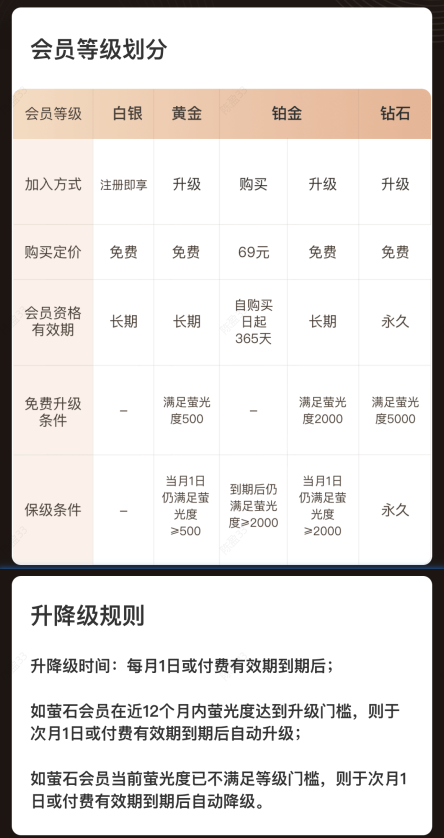 会员等级划分
会员等级 白银 黄金 铂金 钻石
加入方式 注册即享 升级 购买 升级 升级
购买定价 免费 免费 69元 免费 免费
会员资格
有效期
长期 长期
自购买
日起
365天
长期 永久
免费升级
条件
–
满足萤光
度500
–
满足萤光
度2000
满足萤光
度5000
保级条件 –
当月1日
仍满足萤
光度
≥500
到期后仍
满足萤光
度≥2000
当月1日
仍满足萤
光度
≥2000
永久
升降级规则
升降级时间：每月1日或付费有效期到期后；
如萤石会员在近12个月内萤光度达到升级门槛，则于
次月1日或付费有效期到期后自动升级；
如萤石会员当前萤光度已不满足等级门槛，则于次月1
日或付费有效期到期后自动降级。